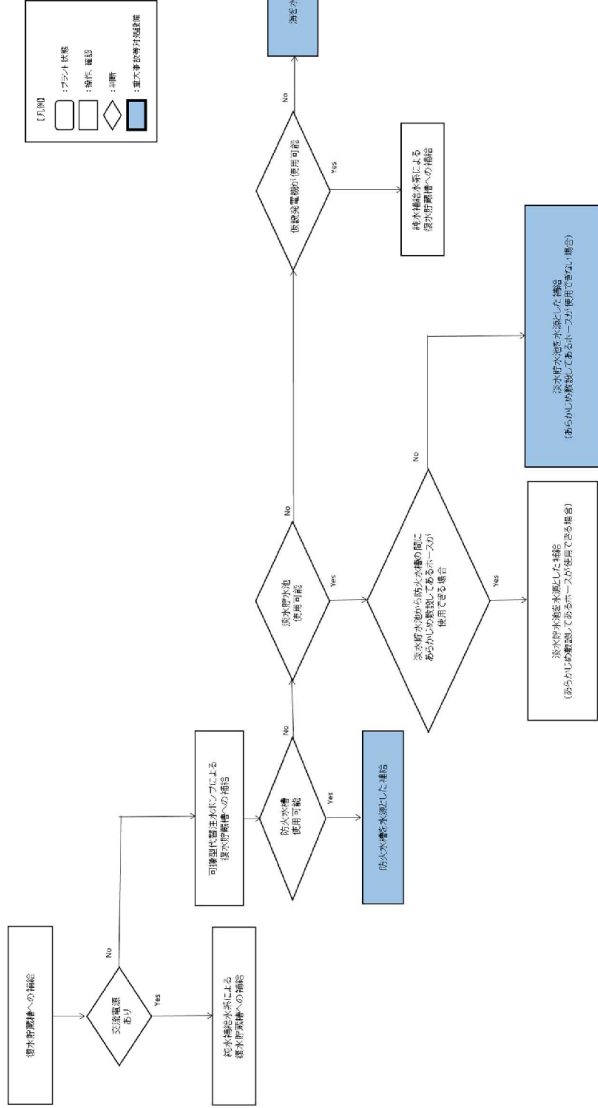 復水貯蔵槽への補給
交流電源
あり
No
Yes
純水補給水系による
復水貯蔵槽への補給
可搬型代替注水ポンプによる
復水貯蔵槽への補給
防火水槽
使用可能
No
Yes
防火水槽を水源とした補給
淡水貯水池
使用可能
No
Yes
淡水貯水池から防火水槽の間に
あらかじめ敷設してあるホースが
使用できる場合
No
Yes
淡水貯水池を水源とした補給
(あらかじめ敷設してあるホースが使用できる場合)
淡水貯水池を水源とした補給
(あらかじめ敷設してあるホースが使用できない場合)
仮設発電機が使用可能
No
Yes
純水補給水系による
復水貯蔵槽への補給
海を水
【凡例】
:プラント状態
:操作、確認
:判断
:重大事故等対処設備